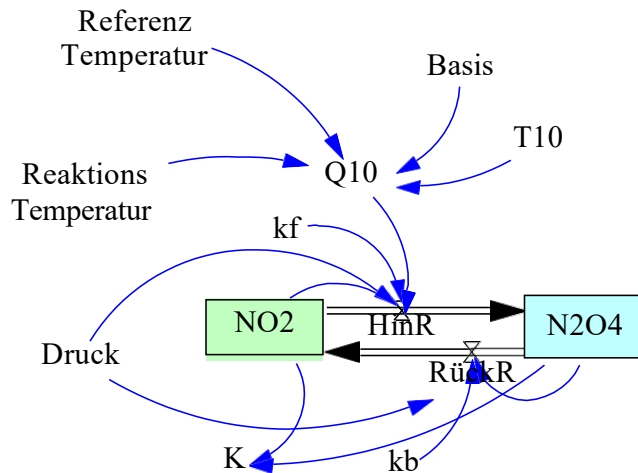 Referenz
Temperatur
Basis
T10
Q10
Reaktions
Temperatur
kf
NO2
HinR
N2O4
Druck
RückR
K
kb